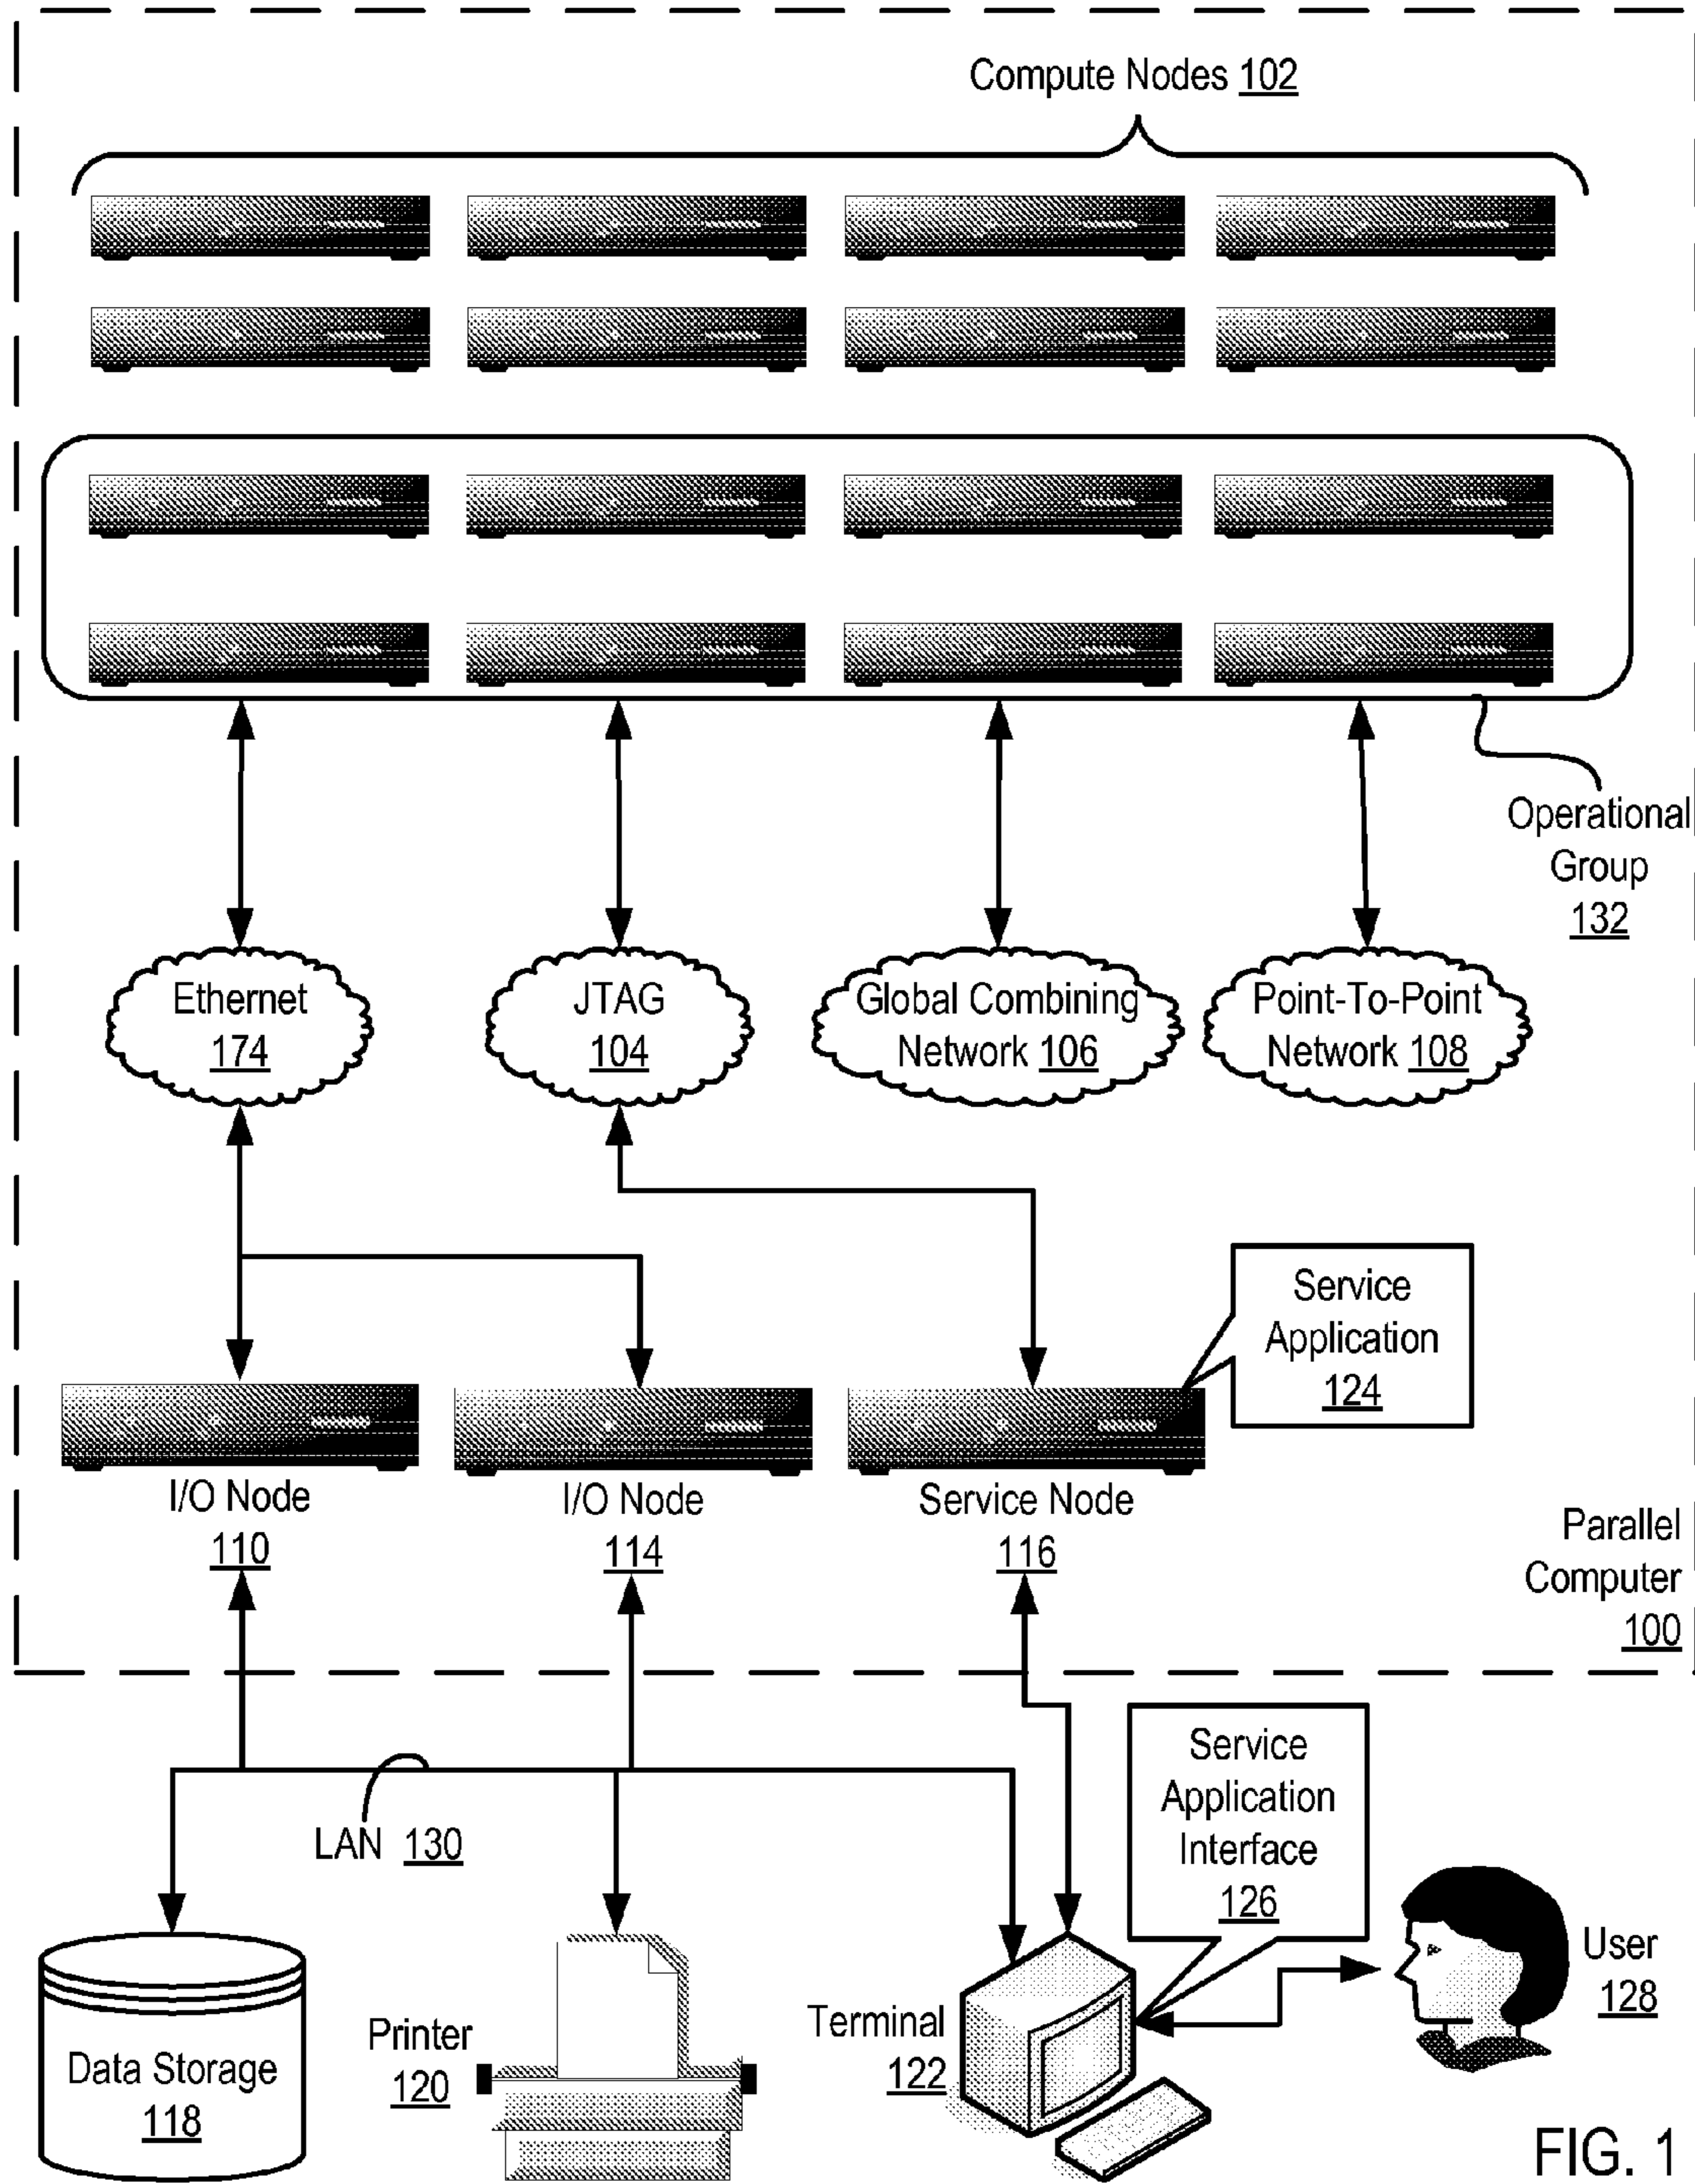 Compute Nodes 102
Operational
Group
132
Ethernet
174
JTAG
104
Global Combining
Network 106
Point-To-Point
Network 108
Service
Application
124
I/O Node
110
I/O Node
114
Service Node
116
Parallel
Computer
100
Service
Application
Interface
126
LAN 130
User
128
Data Storage
118
Printer
120
Terminal
122
FIG. 1